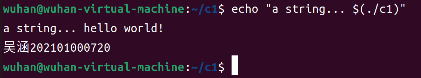 wuhan@wuhan-virtual-machine:~/c1$ echo "a string... $(./c1)"
a string... hello world!
吴涵202101000720
wuhan@wuhan-virtual-machine:~/c1$